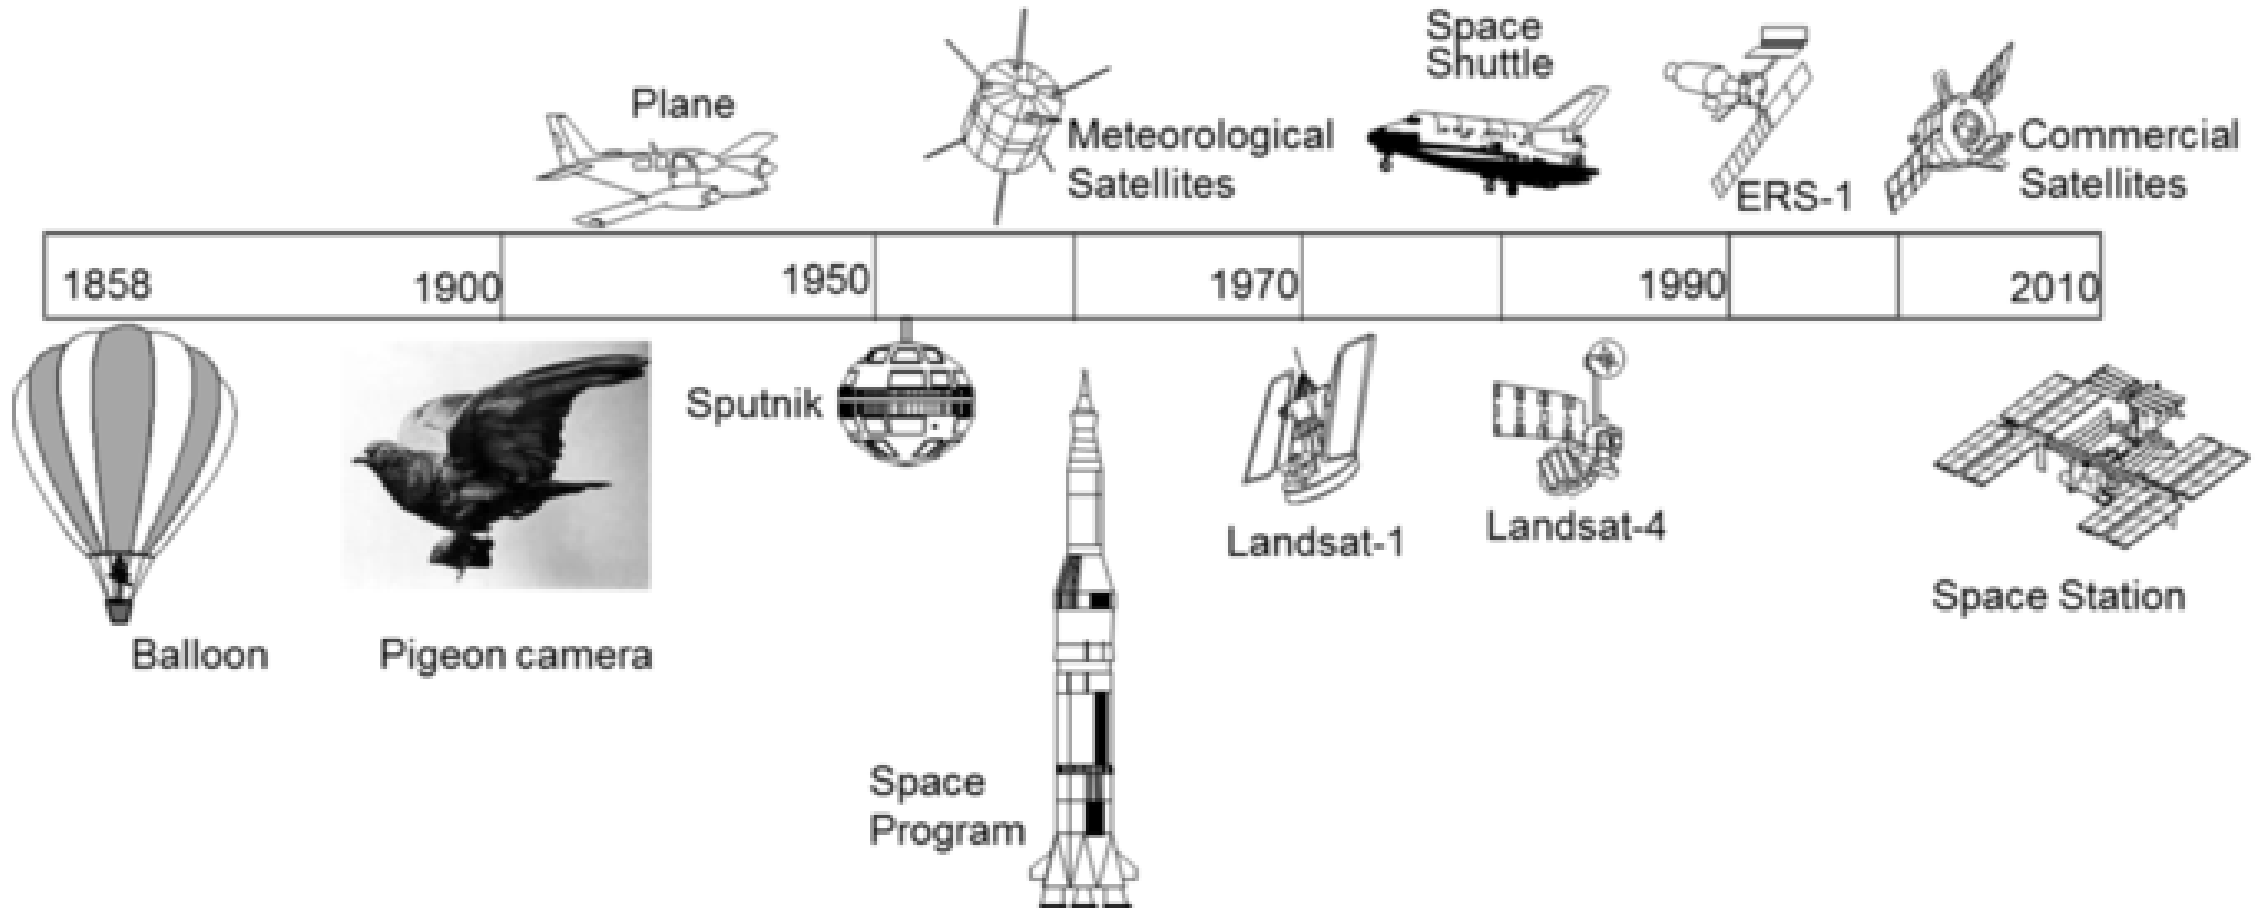 Space
Shuttle
Plane
Meteorological
Satellites
ERS-1
Commercial
Satellites
1858
1900
1950
1970
1990
2010
Sputnik
Landsat-1
Landsat-4
Space Station
Balloon
Pigeon camera
Space
Program